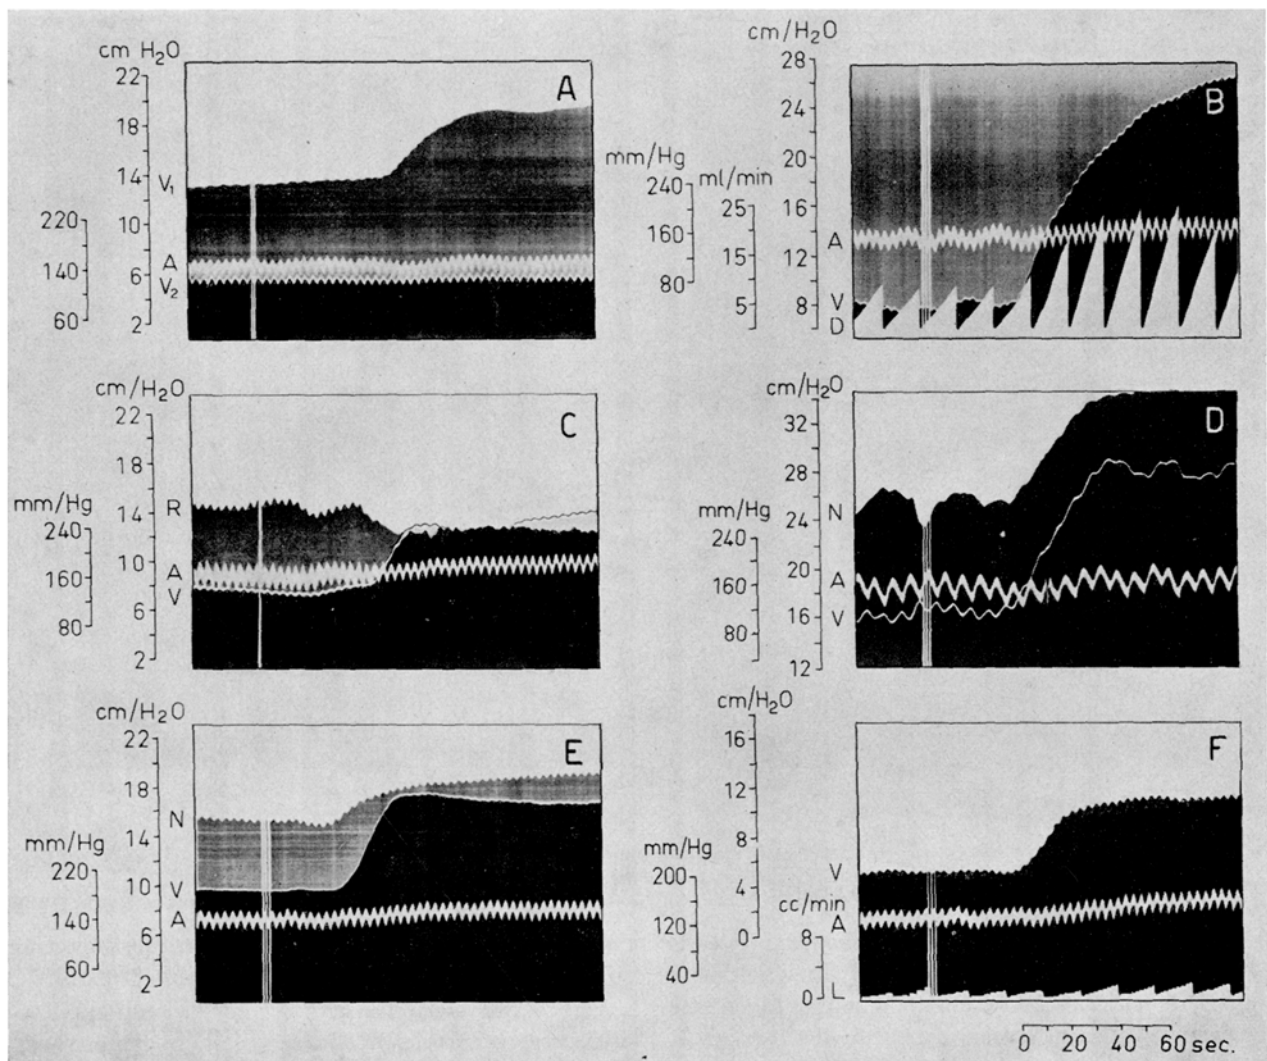 cm H2O
22
18
14
10
6
2
220
140
60
V1
A
V2
A
cm/H2O
28
24
20
16
12
8
mm/Hg
240
160
80
ml/min
25
15
5
A
V
D
B
cm/H2O
22
18
14
10
6
2
mm/Hg
240
160
80
R
A
V
C
cm/H2O
32
28
24
20
16
12
mm/Hg
240
160
80
N
A
V
D
cm/H2O
22
18
14
10
6
2
mm/Hg
220
140
60
N
V
A
E
cm/H2O
16
12
8
4
0
mm/Hg
200
120
40
cc/min
8
0
V
A
L
F
0 20 40 60 sec.